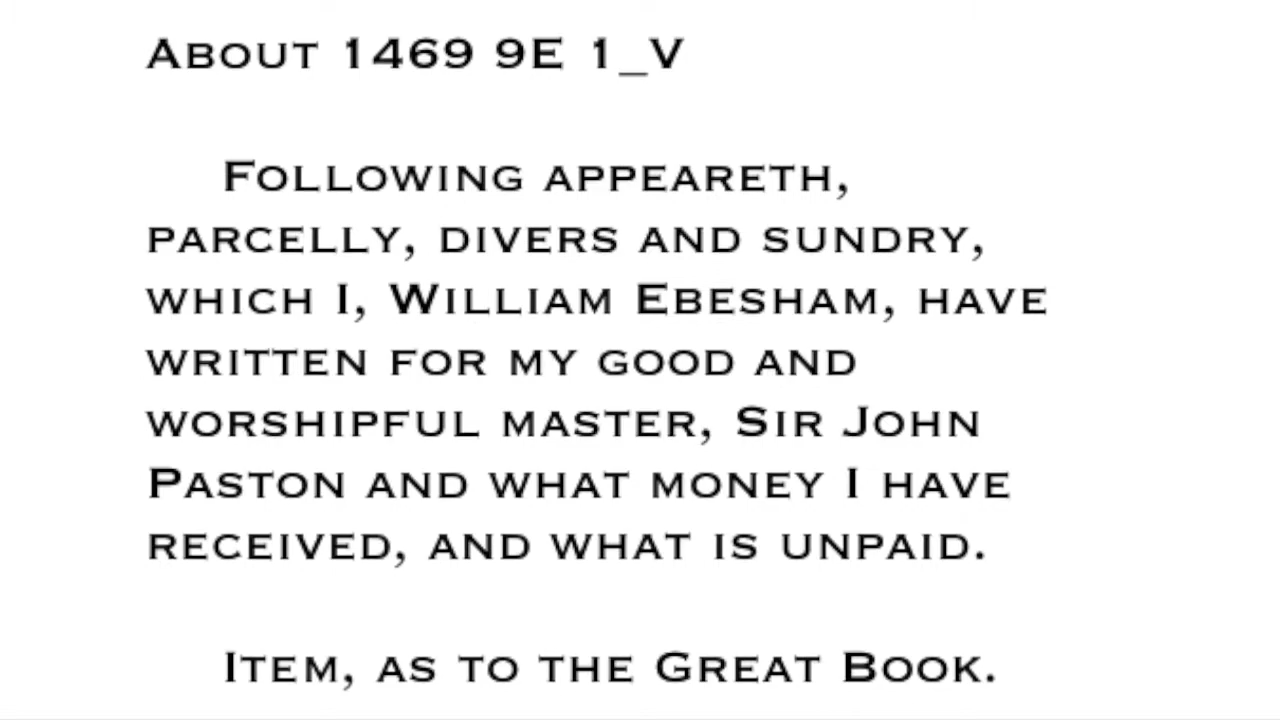 About 1469 9E 1_V
Following appeareth,
parcelly, divers and sundry,
which I, William Ebesham, have
written for my good and
worshipful master, Sir John
Paston and what money I have
received, and what is unpaid.
Item, as to the Great Book.